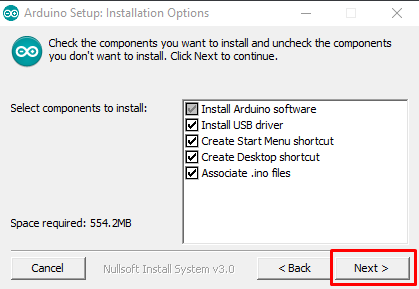 Arduino Setup: Installation Options
Check the components you want to install and uncheck the components
you don't want to install. Click Next to continue.
Select components to install:
Install Arduino software
Install USB driver
Create Start Menu shortcut
Create Desktop shortcut
Associate .ino files
Space required: 554.2MB
Cancel
Nullsoft Install System v3.0
< Back
Next >